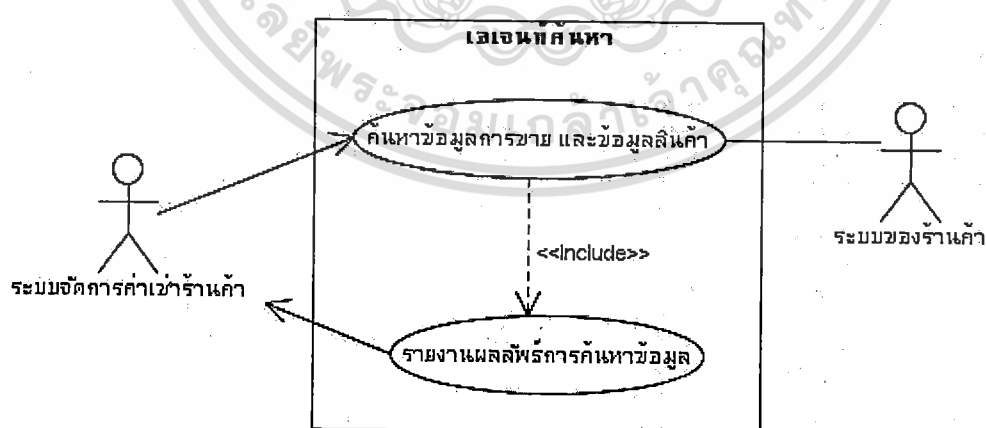 เอเจนท์ค้นหา
ค้นหาข้อมูลการขาย และข้อมูลสินค้า
ระบบของร้านค้า
<<include>>
ระบบจัดการค่าเช่าร้านค้า
รายงานผลลัพธ์การค้นหาข้อมูล